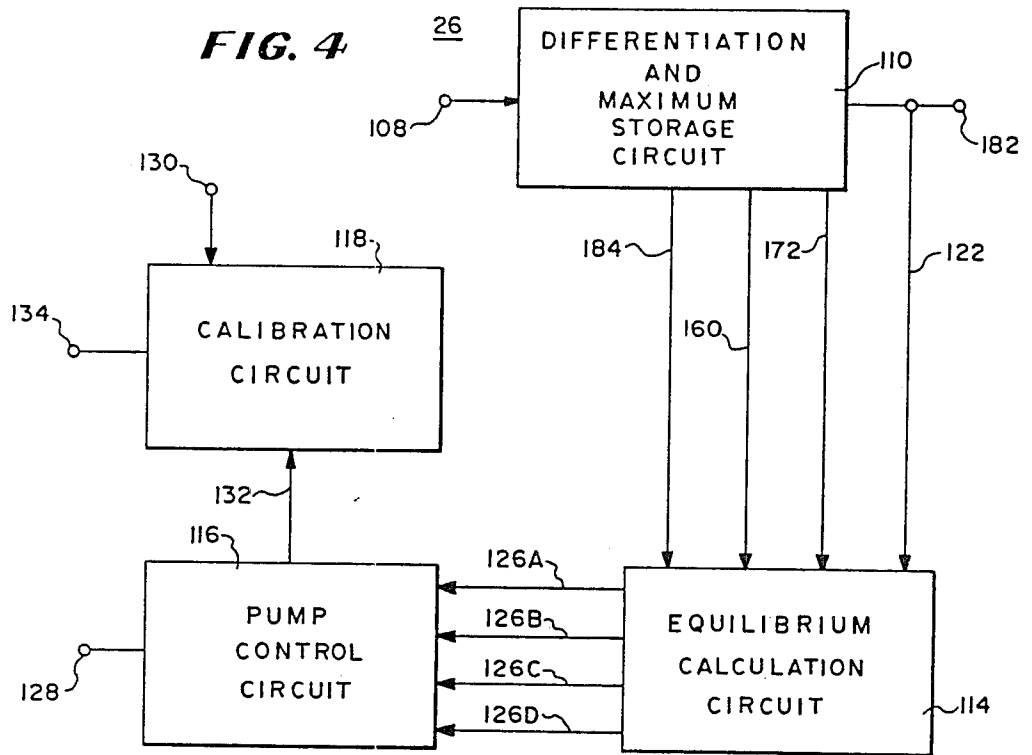 FIG. 4
26
DIFFERENTIATION
AND
MAXIMUM
STORAGE
CIRCUIT
110
108
182
130
118
184
172
122
134
CALIBRATION
CIRCUIT
160
132
116
126A
PUMP
CONTROL
CIRCUIT
126B
EQUILIBRIUM
CALCULATION
CIRCUIT
126C
128
126D
114